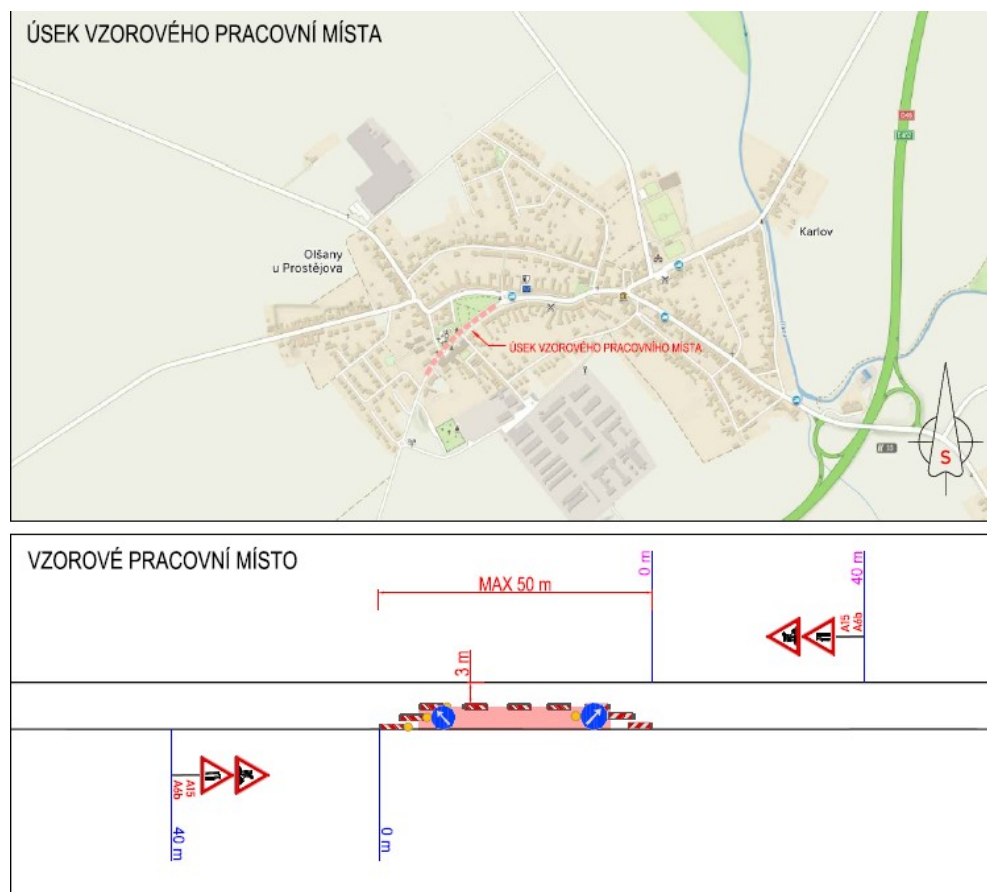 ÚSEK VZOROVÉHO PRACOVNÍ MÍSTA
Olšany
u Prostějova
Karlov
ÚSEK VZOROVÉHO PRACOVNÍHO MÍSTA
S
VZOROVÉ PRACOVNÍ MÍSTO
MAX 50 m
0 m
40 m
A15
A6b
3 m
A15
A6b
40 m
0 m